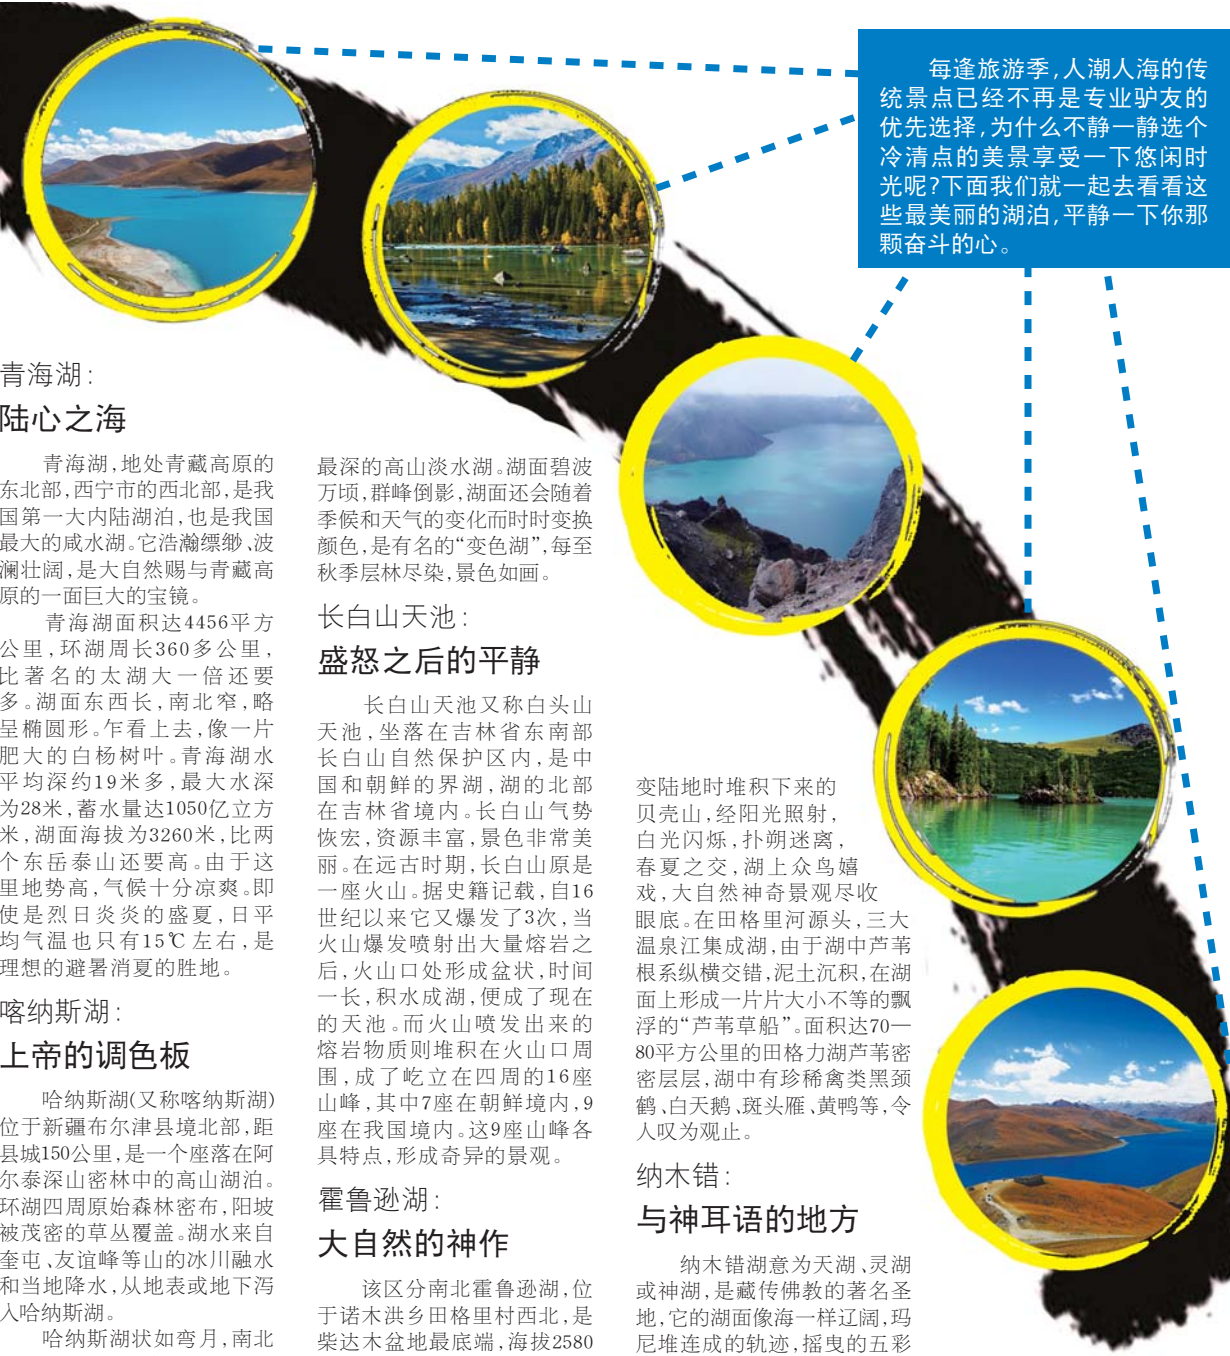 每逢旅游季,人潮人海的传
统景点已经不再是专业驴友的
优先选择,为什么不静一静选个
冷清点的美景享受一下悠闲时
光呢?下面我们就一起去看看这
些最美丽的湖泊,平静一下你那
颗奋斗的心。
青海湖:
陆心之海
青海湖,地处青藏高原的
东北部,西宁市的西北部,是我
国第一大内陆湖泊,也是我国
最大的咸水湖。它浩瀚缥缈、波
澜壮阔,是大自然赐与青藏高
原的一面巨大的宝镜。
青海湖面积达4456平方
公里,环湖周长360多公里,
比著名的太湖大一倍还要
多。湖面东西长,南北窄,略
呈椭圆形。乍看上去,像一片
肥大的白杨树叶。青海湖水
平均深约19米多,最大水深
为28米,蓄水量达1050亿立方
米,湖面海拔为3260米,比两
个东岳泰山还要高。由于这
里地势高,气候十分凉爽。即
使是烈日炎炎的盛夏,日平
均气温也只有15℃左右,是
理想的避暑消夏的胜地。
喀纳斯湖:
上帝的调色板
哈纳斯湖(又称喀纳斯湖)
位于新疆布尔津县境北部,距
县城150公里,是一个座落在阿
尔泰深山密林中的高山湖泊。
环湖四周原始森林密布,阳坡
被茂密的草丛覆盖。湖水来自
奎屯、友谊峰等山的冰川融水
和当地降水,从地表或地下泻
入哈纳斯湖。
哈纳斯湖状如弯月,南北
最深的高山淡水湖。湖面碧波
万顷,群峰倒影,湖面还会随着
季候和天气的变化而时时变换
颜色,是有名的“变色湖”,每至
秋季层林尽染,景色如画。
长白山天池:
盛怒之后的平静
长白山天池又称白头山
天池,坐落在吉林省东南部
长白山自然保护区内,是中
国和朝鲜的界湖,湖的北部
在吉林省境内。长白山气势
恢宏,资源丰富,景色非常美
丽。在远古时期,长白山原是
一座火山。据史籍记载,自16
世纪以来它又爆发了3次,当
火山爆发喷射出大量熔岩之
后,火山口处形成盆状,时间
一长,积水成湖,便成了现在
的天池。而火山喷发出来的
熔岩物质则堆积在火山口周
围,成了屹立在四周的16座
山峰,其中7座在朝鲜境内,9
座在我国境内。这9座山峰各
具特点,形成奇异的景观。
霍鲁逊湖:
大自然的神作
该区分南北霍鲁逊湖,位
于诺木洪乡田格里村西北,是
柴达木盆地最底端,海拔2580
变陆地时堆积下来的
贝壳山,经阳光照射,
白光闪烁,扑朔迷离,
春夏之交,湖上众鸟嬉
戏,大自然神奇景观尽收
眼底。在田格里河源头,三大
温泉江集成湖,由于湖中芦苇
根系纵横交错,泥土沉积,在湖
面上形成一片片大小不等的飘
浮的“芦苇草船”。面积达70—
80平方公里的田格力湖芦苇密
密层层,湖中有珍稀禽类黑颈
鹤、白天鹅、斑头雁、黄鸭等,令
人叹为观止。
纳木错:
与神耳语的地方
纳木错湖意为天湖、灵湖
或神湖,是藏传佛教的著名圣
地,它的湖面像海一样辽阔,玛
尼堆连成的轨迹,摇曳的五彩